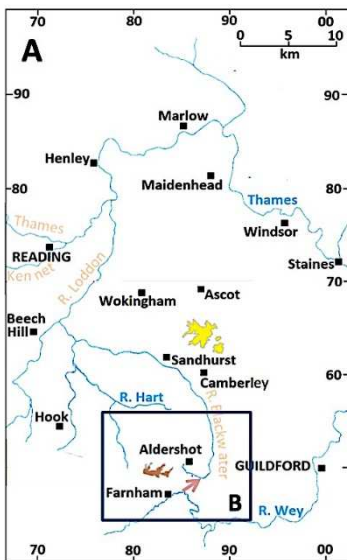 70 80 90 00
A
0 5 10
km
90 90
Marlow
Henley
80 80
Maidenhead
Thames
Thames
Windsor
READING
Kennet
Staines
R. Loddon
70
Wokingham
Ascot
Beech
Hill
Sandhurst
60
Camberley
R. Hart
R. Blackwater
Hook
Aldershot
GUILDFORD
Farnham
B
R. Wey
70 80 90 00